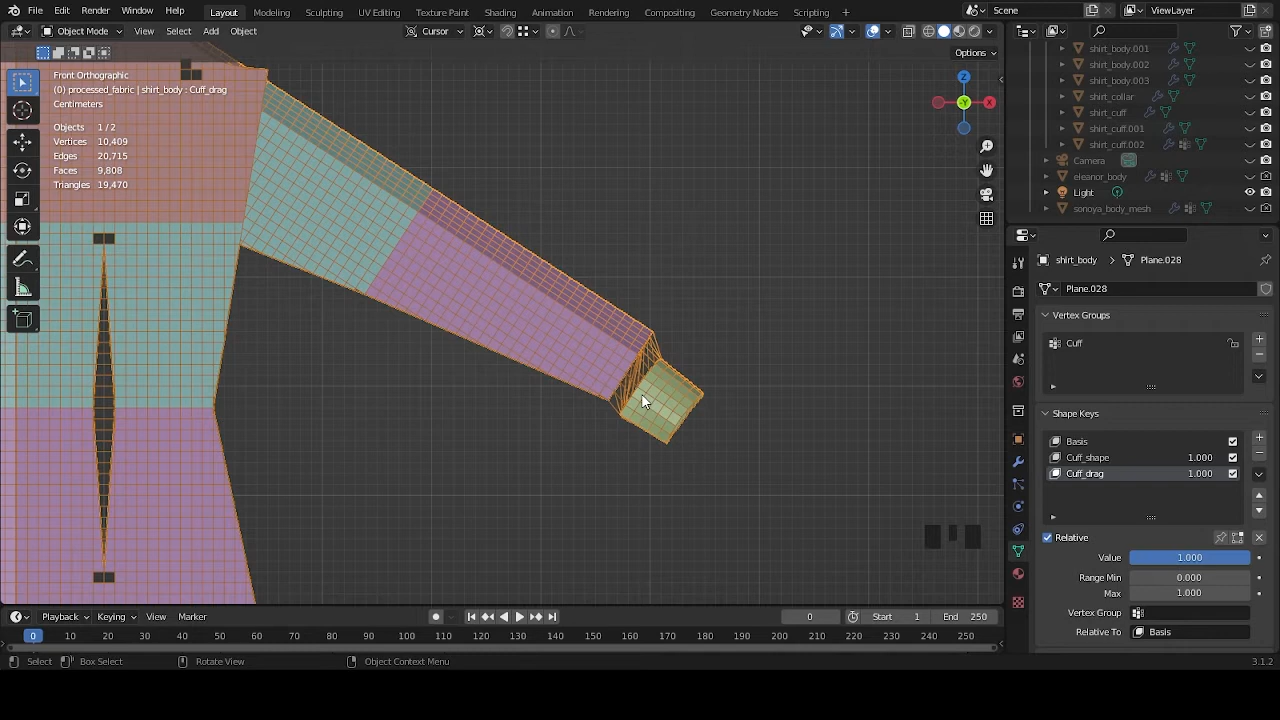 File Edit Render Window Help Layout Modeling Sculpting UV Editing Texture Paint Shading Animation Rendering Compositing Geometry Nodes Scripting + Scene ViewLayer
Object Mode View Select Add Object Cursor
Options
Front Orthographic
(0) processed_fabric | shirt_body : Cuff_drag
Centimeters
Objects 1 / 2
Vertices 10,409
Edges 20,715
Faces 9,808
Triangles 19,470
Z
-Y
X
shirt_body.001
shirt_body.002
shirt_body.003
shirt_collar
shirt_cuff
shirt_cuff.001
shirt_cuff.002
Camera
eleanor_body
Light
sonoya_body_mesh
shirt_body > Plane.028
Plane.028
Vertex Groups
Cuff
Shape Keys
Basis
Cuff_shape 1.000
Cuff_drag 1.000
Relative
Value 1.000
Range Min 0.000
Max 1.000
Vertex Group
Relative To Basis
Playback Keying View Marker 0 Start 1 End 250
0 10 20 30 40 50 60 70 80 90 100 110 120 130 140 150 160 170 180 190 200 210 220 230 240 250
Select Box Select Rotate View Object Context Menu 3.1.2